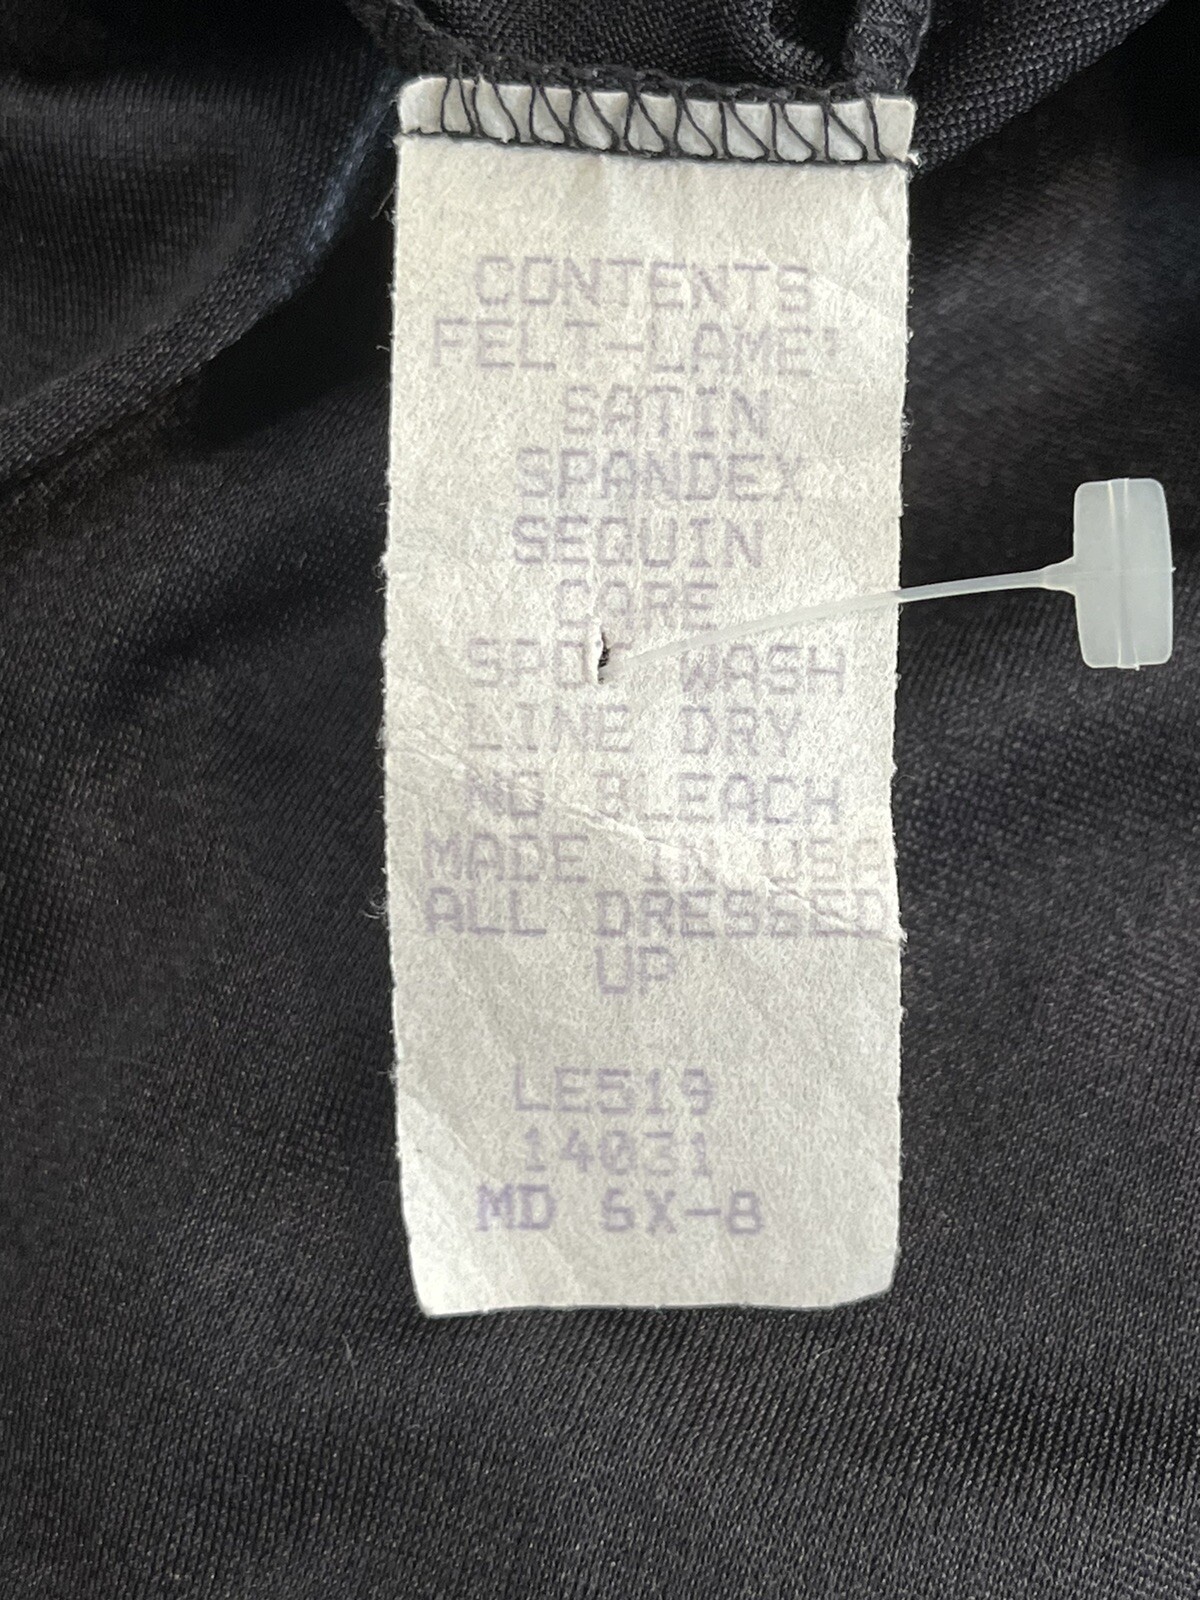 CONTENTS
FELT-LAME'
SATIN
SPANDEX
SEQUIN
CARE
SPOT WASH
LINE DRY
NO BLEACH
MADE IN USA
ALL DRESSED
UP
LE519
14031
MD 6X-8